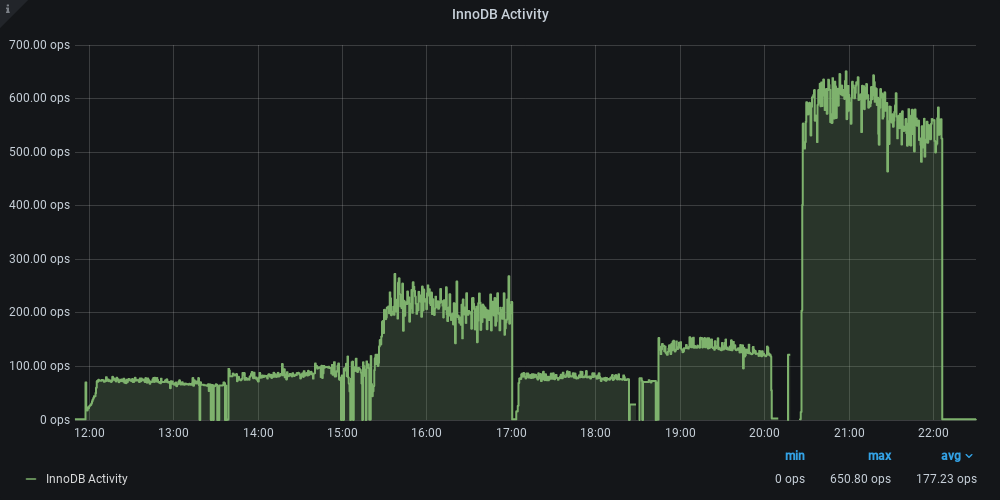 i
InnoDB Activity
700.00 ops
600.00 ops
500.00 ops
400.00 ops
300.00 ops
200.00 ops
100.00 ops
0 ops
12:00 13:00 14:00 15:00 16:00 17:00 18:00 19:00 20:00 21:00 22:00
min max avg
InnoDB Activity 0 ops 650.80 ops 177.23 ops